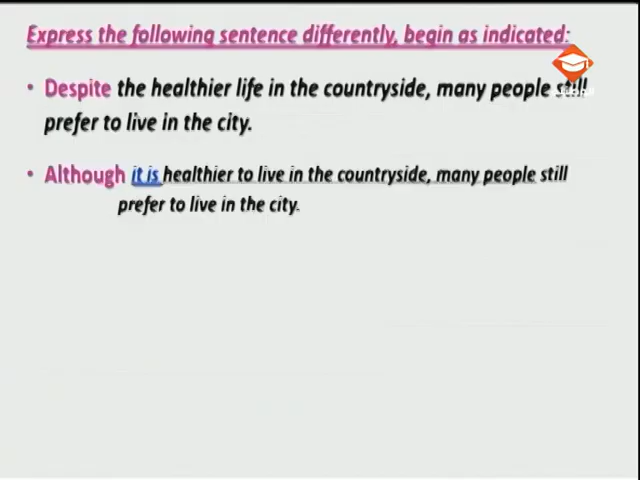 Express the following sentence differently, begin as indicated:
• Despite the healthier life in the countryside, many people still
prefer to live in the city.
• Although it is healthier to live in the countryside, many people still
prefer to live in the city.